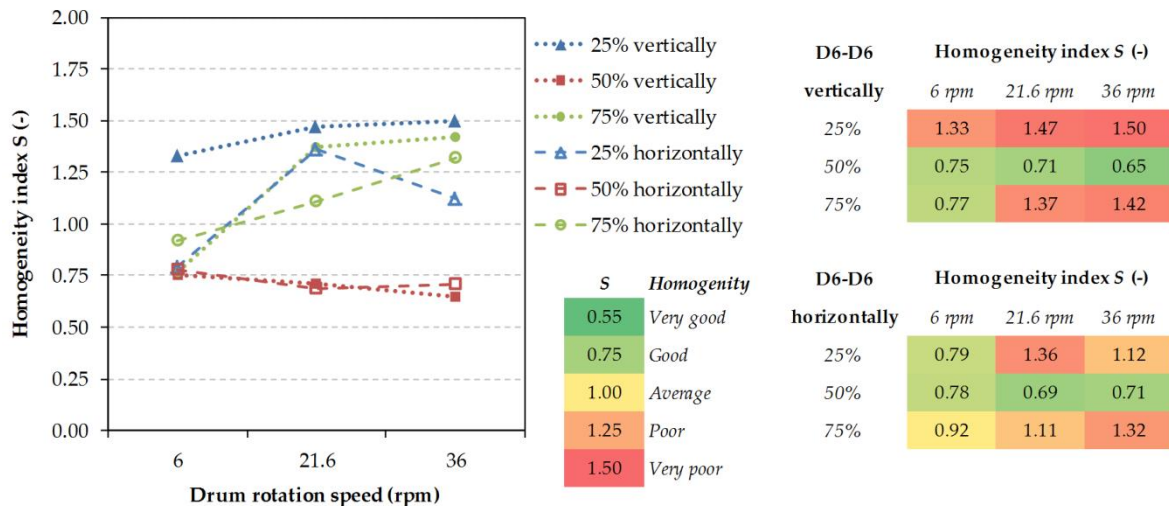 2.00
1.75
1.50
1.25
1.00
0.75
0.50
0.25
0.00
Homogeneity index S (-)
6 21.6 36
Drum rotation speed (rpm)
25% vertically
50% vertically
75% vertically
25% horizontally
50% horizontally
75% horizontally
S Homogenity
0.55 Very good
0.75 Good
1.00 Average
1.25 Poor
1.50 Very poor
D6-D6 Homogeneity index S (-)
vertically 6 rpm 21.6 rpm 36 rpm
25% 1.33 1.47 1.50
50% 0.75 0.71 0.65
75% 0.77 1.37 1.42
D6-D6 Homogeneity index S (-)
horizontally 6 rpm 21.6 rpm 36 rpm
25% 0.79 1.36 1.12
50% 0.78 0.69 0.71
75% 0.92 1.11 1.32